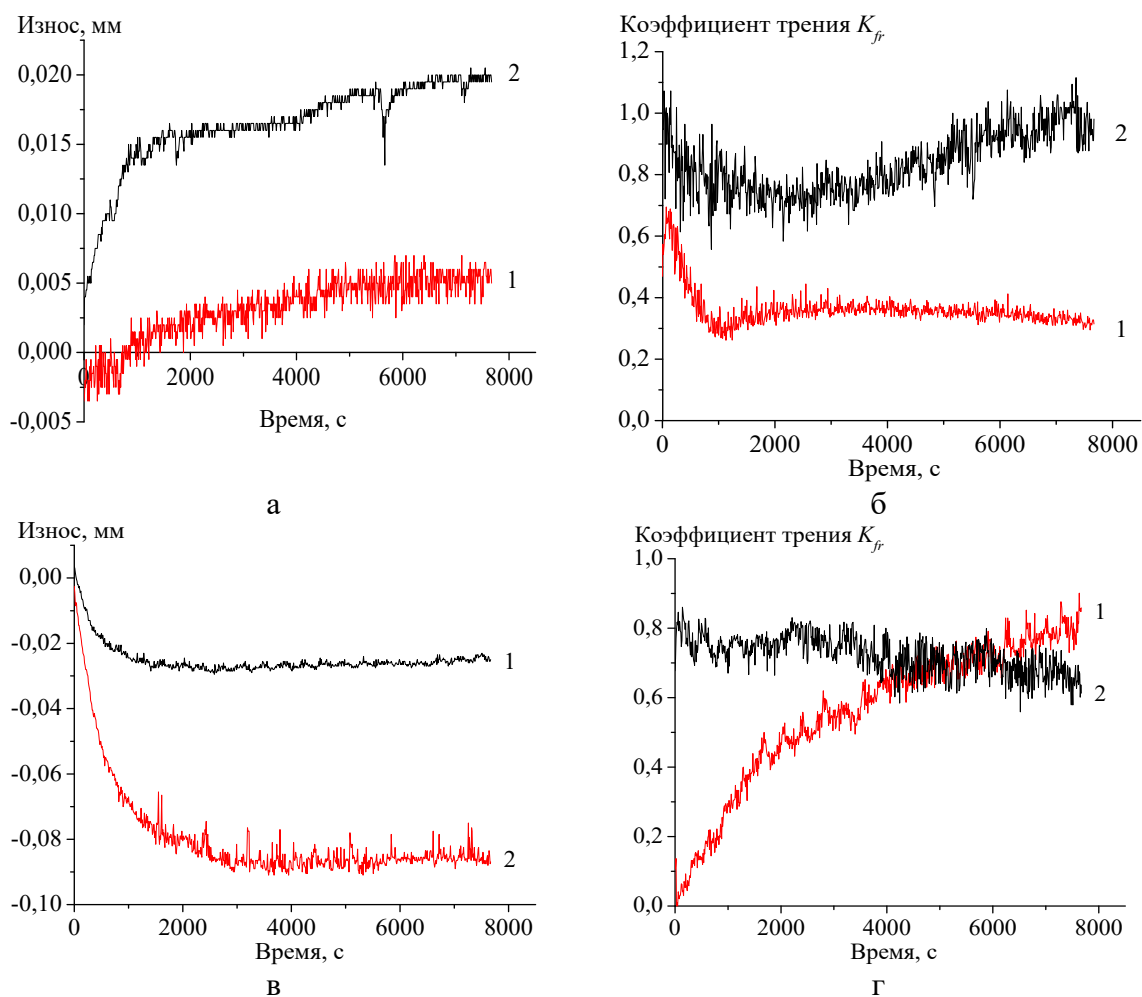 Износ, мм
0,020
0,015
0,010
0,005
0,000
-0,005
0 2000 4000 6000 8000
Время, с
2
1
а
Коэффициент трения Kfr
1,2
1,0
0,8
0,6
0,4
0,2
0,0
0 2000 4000 6000 8000
Время, с
2
1
б
Износ, мм
0,00
-0,02
-0,04
-0,06
-0,08
-0,10
0 2000 4000 6000 8000
Время, с
1
2
в
Коэффициент трения Kfr
1,0
0,8
0,6
0,4
0,2
0,0
0 2000 4000 6000 8000
Время, с
1
2
г